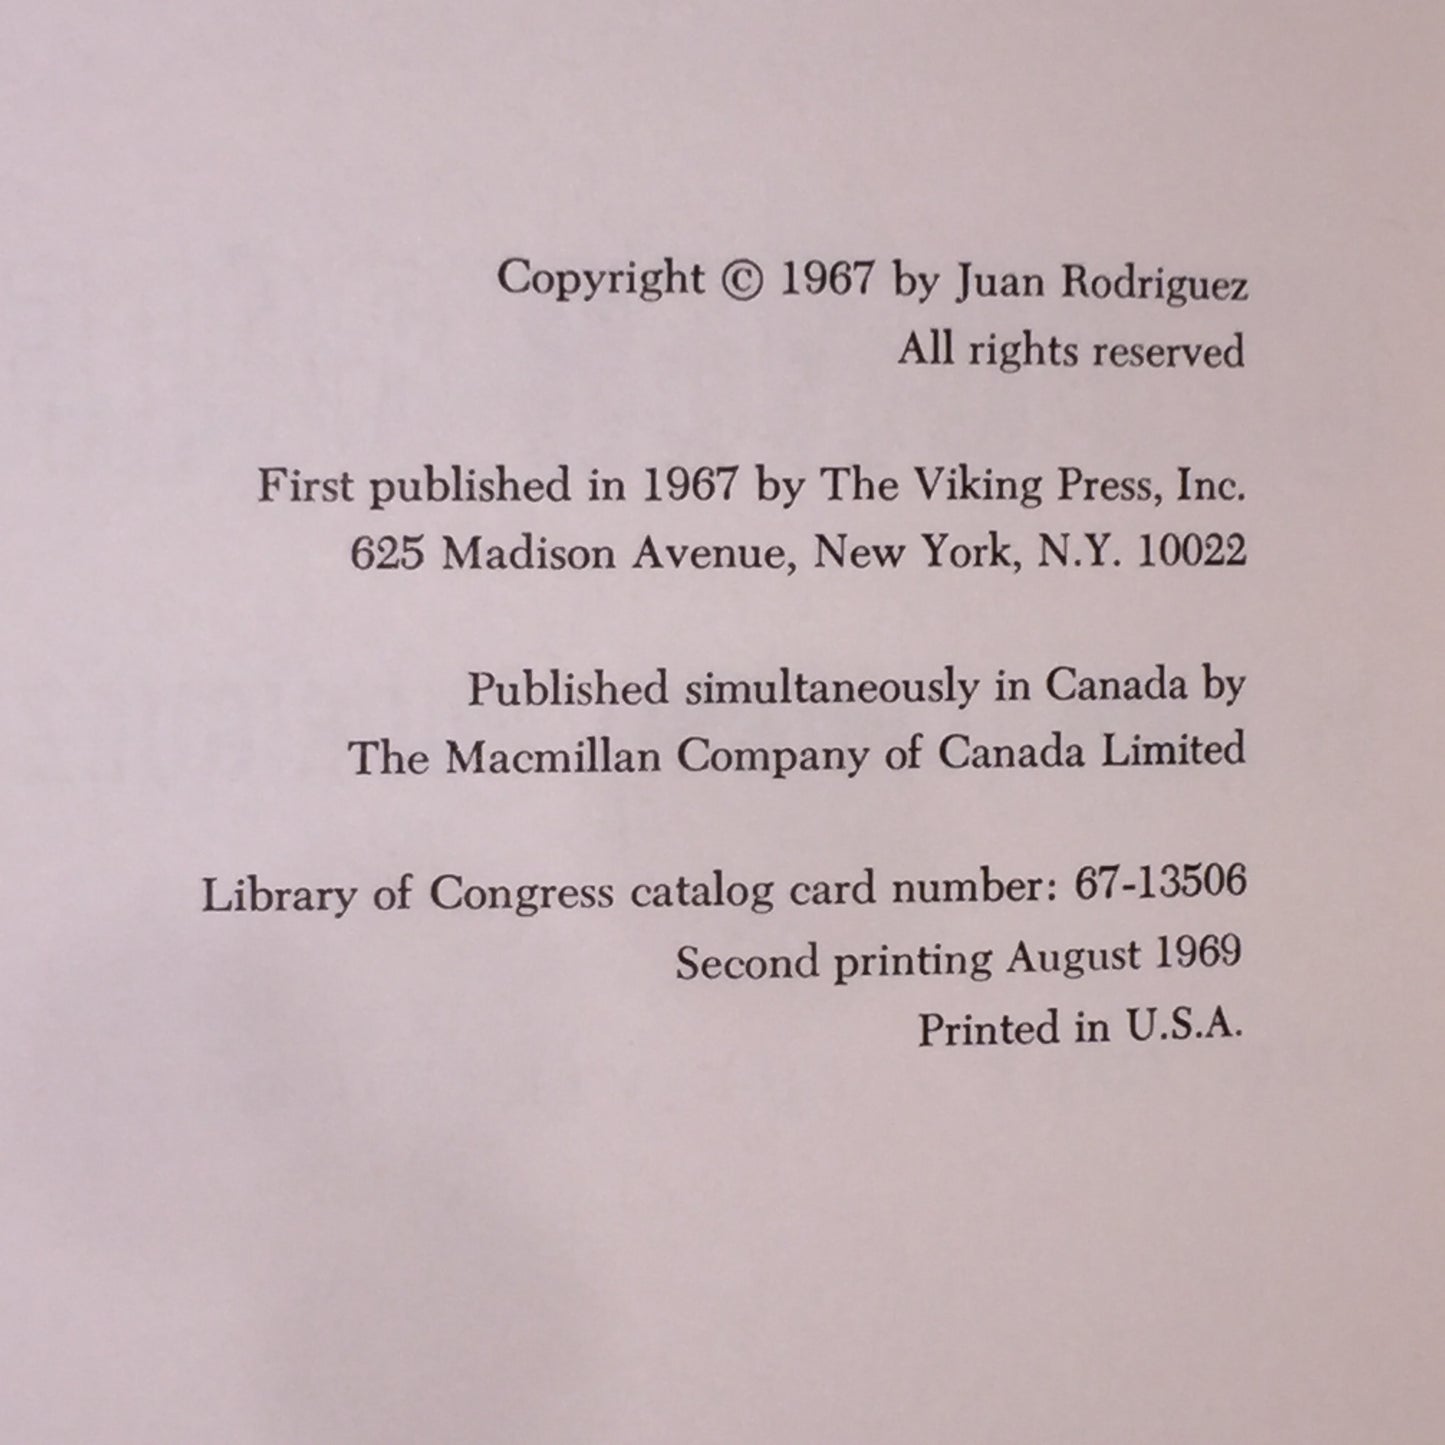 Copyright © 1967 by Juan Rodriguez
All rights reserved
First published in 1967 by The Viking Press, Inc.
625 Madison Avenue, New York, N.Y. 10022
Published simultaneously in Canada by
The Macmillan Company of Canada Limited
Library of Congress catalog card number: 67-13506
Second printing August 1969
Printed in U.S.A.